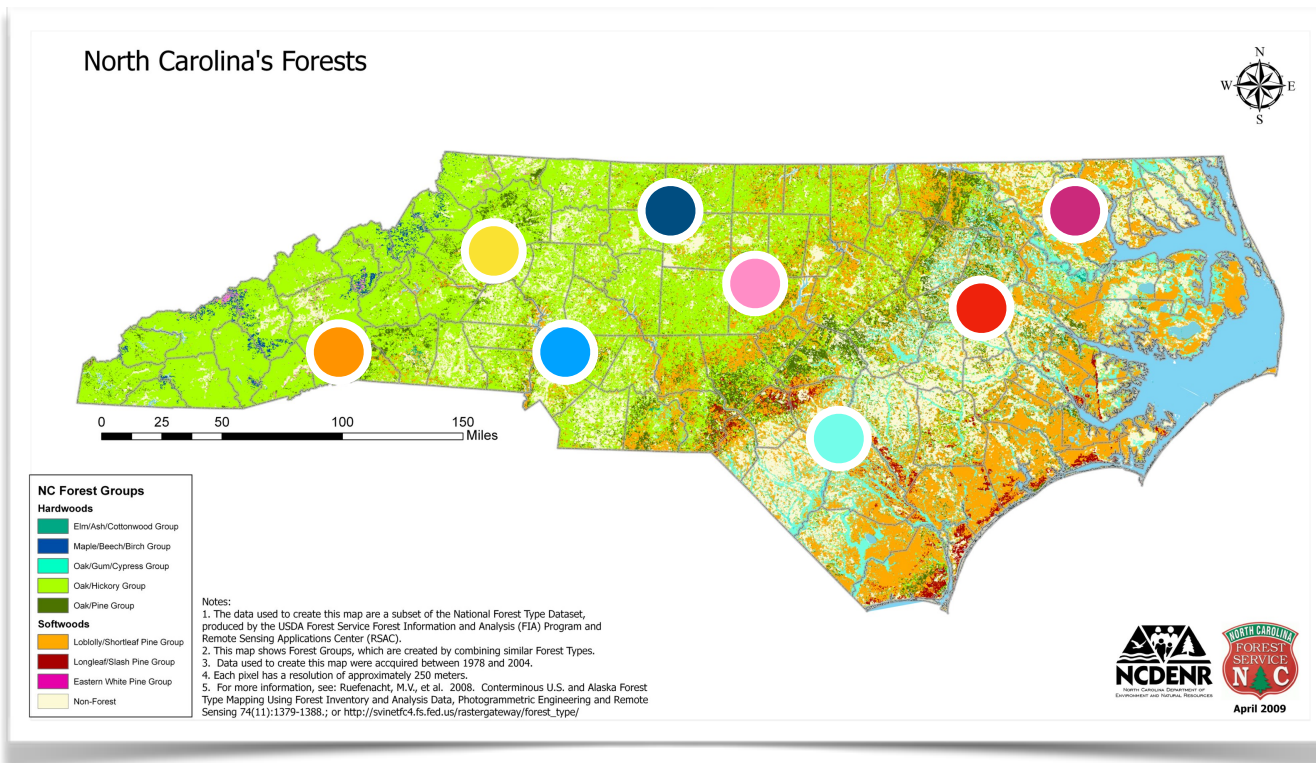 North Carolina's Forests
N
W
E
S
0 25 50 100 150
Miles
NC Forest Groups
Hardwoods
Elm/Ash/Cottonwood Group
Maple/Beech/Birch Group
Oak/Gum/Cypress Group
Oak/Hickory Group
Oak/Pine Group
Softwoods
Loblolly/Shortleaf Pine Group
Longleaf/Slash Pine Group
Eastern White Pine Group
Non-Forest
Notes:
1. The data used to create this map are a subset of the National Forest Type Dataset,
produced by the USDA Forest Service Forest Information and Analysis (FIA) Program and
Remote Sensing Applications Center (RSAC).
2. This map shows Forest Groups, which are created by combining similar Forest Types.
3. Data used to create this map were accquired between 1978 and 2004.
4. Each pixel has a resolution of approximately 250 meters.
5. For more information, see: Ruefenacht, M.V., et al. 2008. Conterminous U.S. and Alaska Forest
Type Mapping Using Forest Inventory and Analysis Data, Photogrammetric Engineering and Remote
Sensing 74(11):1379-1388.; or http://svinetfc4.fs.fed.us/rastergateway/forest_type/
NCDENR
North Carolina Department of
Environment and Natural Resources
NORTH CAROLINA
FOREST
SERVICE
N C
April 2009